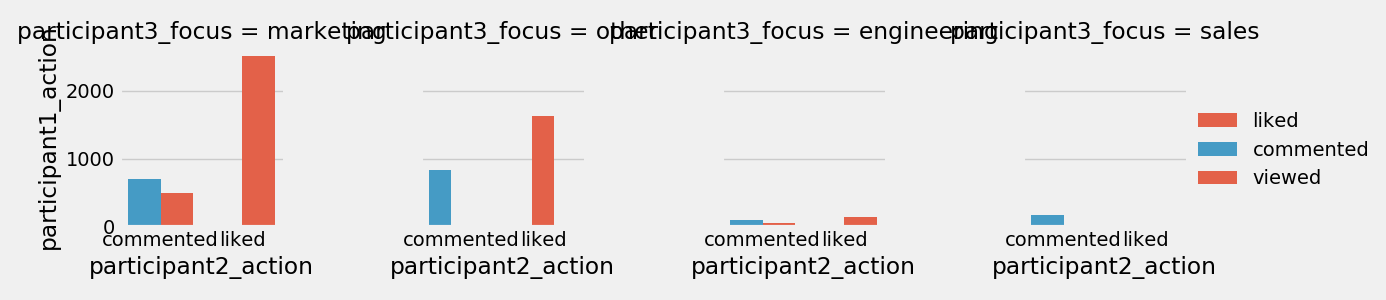 participant3_focus = marketing
participant3_focus = other
participant3_focus = engineering
participant3_focus = sales
participant1_action
2000
1000
0
liked
commented
viewed
commented liked
commented liked
commented liked
commented liked
participant2_action
participant2_action
participant2_action
participant2_action